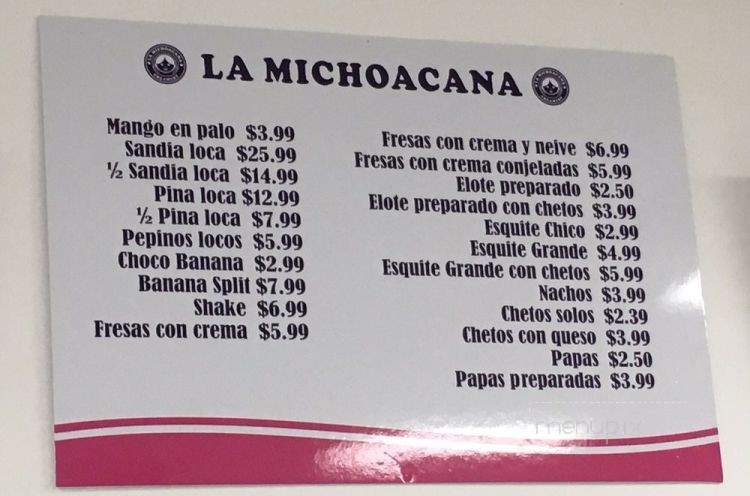 LA MICHOACANA
Mango en palo $3.99
Sandia loca $25.99
½ Sandia loca $14.99
Pina loca $12.99
½ Pina loca $7.99
Pepinos locos $5.99
Choco Banana $2.99
Banana Split $7.99
Shake $6.99
Fresas con crema $5.99
Fresas con crema y neive $6.99
Fresas con crema conjeladas $5.99
Elote preparado $2.50
Elote preparado con chetos $3.99
Esquite Chico $2.99
Esquite Grande $4.99
Esquite Grande con chetos $5.99
Nachos $3.99
Chetos solos $2.39
Chetos con queso $3.99
Papas $2.50
Papas preparadas $3.99
menupix